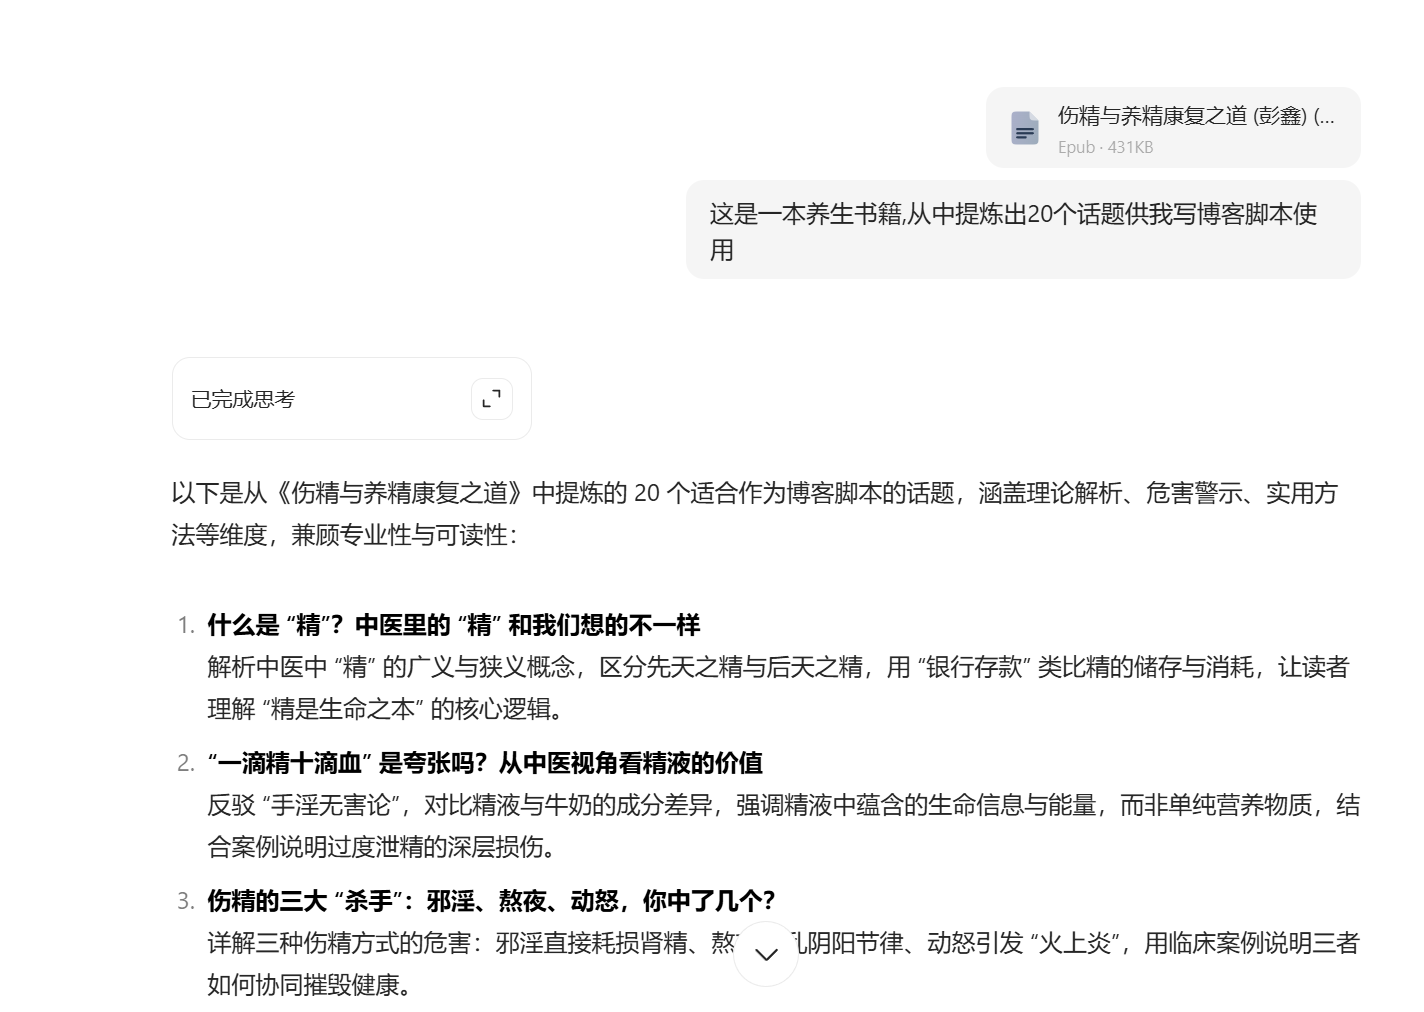 伤精与养精康复之道 (彭鑫) (...
Epub · 431KB
这是一本养生书籍,从中提炼出20个话题供我写博客脚本使
用
已完成思考
以下是从《伤精与养精康复之道》中提炼的 20 个适合作为博客脚本的话题，涵盖理论解析、危害警示、实用方
法等维度，兼顾专业性与可读性：
1. 什么是 “精”？中医里的 “精” 和我们想的不一样
解析中医中 “精” 的广义与狭义概念，区分先天之精与后天之精，用 “银行存款” 类比精的储存与消耗，让读者
理解 “精是生命之本” 的核心逻辑。
2. “一滴精十滴血” 是夸张吗？从中医视角看精液的价值
反驳 “手淫无害论”，对比精液与牛奶的成分差异，强调精液中蕴含的生命信息与能量，而非单纯营养物质，结
合案例说明过度泄精的深层损伤。
3. 伤精的三大 “杀手”：邪淫、熬夜、动怒，你中了几个？
详解三种伤精方式的危害：邪淫直接耗损肾精、熬 乱阴阳节律、动怒引发 “火上炎”，用临床案例说明三者
如何协同摧毁健康。